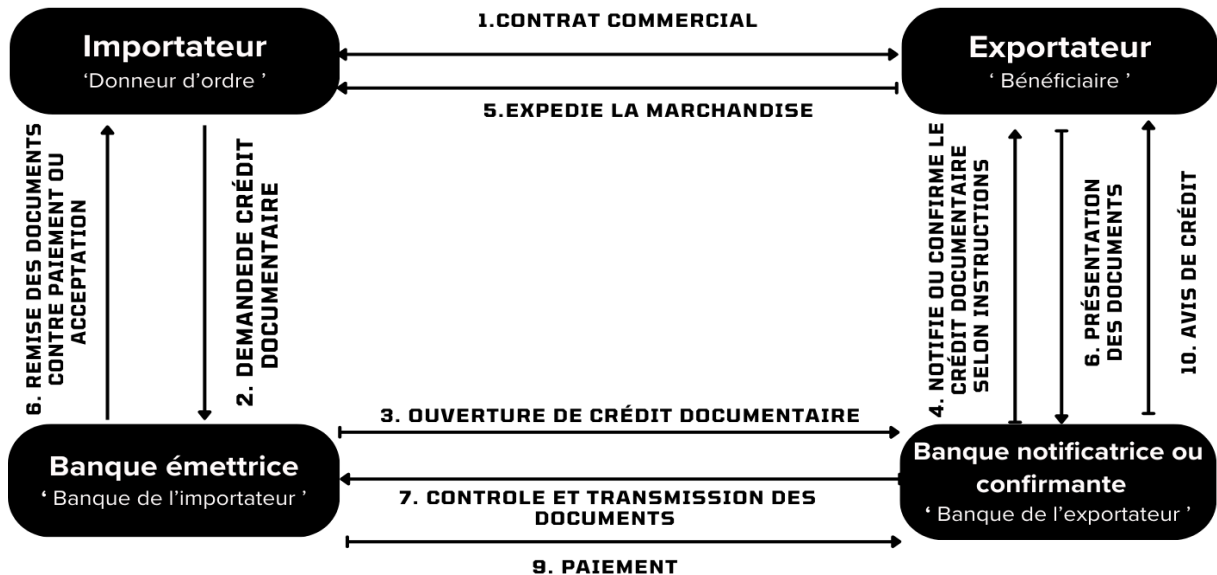 1.CONTRAT COMMERCIAL
Importateur
‘Donneur d’ordre ’
Exportateur
‘ Bénéficiaire ’
5.EXPEDIE LA MARCHANDISE
6. REMISE DES DOCUMENTS
CONTRE PAIEMENT OU
ACCEPTATION
2. DEMANDEDE CRÉDIT
DOCUMENTAIRE
4. NOTIFIE OU CONFIRME LE
CRÉDIT DOCUMENTAIRE
SELON INSTRUCTIONS
6. PRÉSENTATION
DES DOCUMENTS
10. AVIS DE CRÉDIT
3. OUVERTURE DE CRÉDIT DOCUMENTAIRE
Banque émettrice
‘ Banque de l’importateur ’
Banque notificatrice ou
confirmante
‘ Banque de l’exportateur ’
7. CONTROLE ET TRANSMISSION DES
DOCUMENTS
9. PAIEMENT